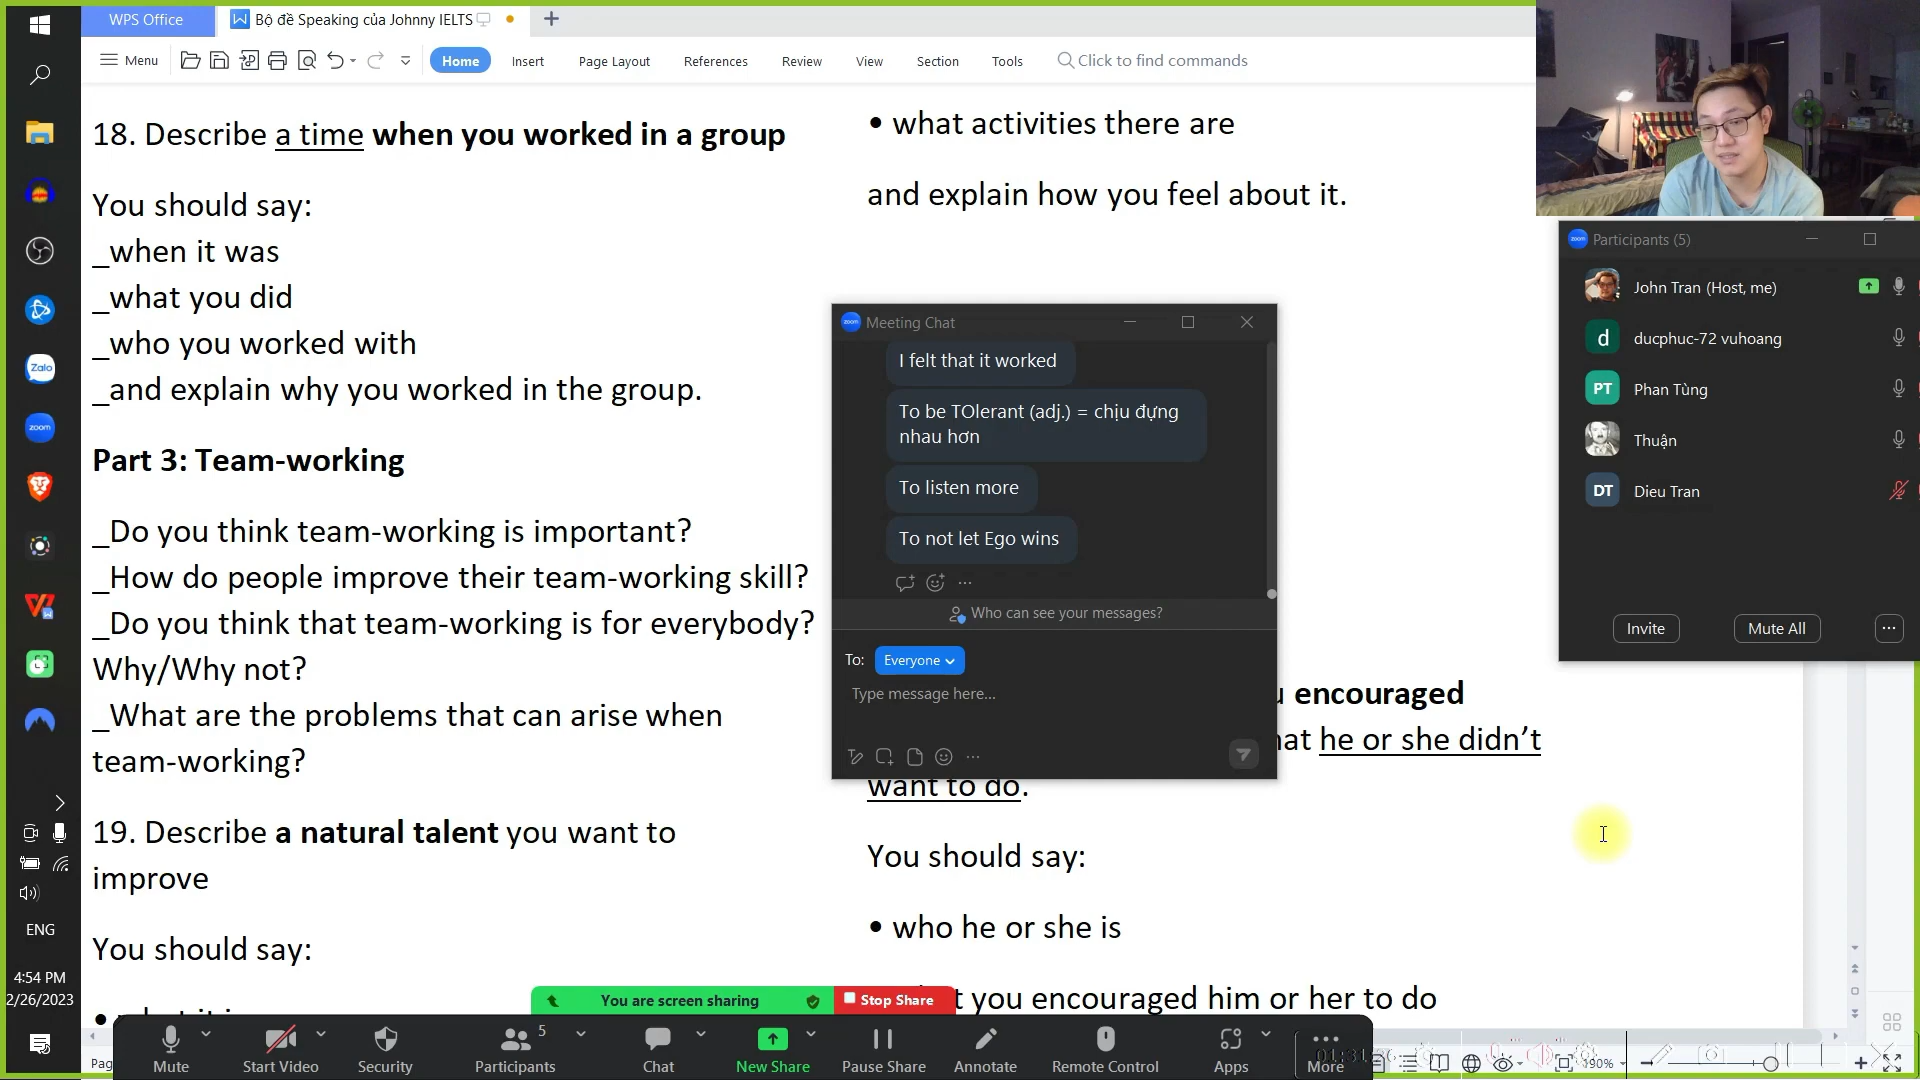 WPS Office
Bộ đề Speaking của Johnny IELTS
Menu
Home
Insert
Page Layout
References
Review
View
Section
Tools
Click to find commands
18. Describe a time when you worked in a group
You should say:
_when it was
_what you did
_who you worked with
_and explain why you worked in the group.
Part 3: Team-working
_Do you think team-working is important?
_How do people improve their team-working skill?
_Do you think that team-working is for everybody?
Why/Why not?
_What are the problems that can arise when
team-working?
19. Describe a natural talent you want to
improve
You should say:
• what activities there are
and explain how you feel about it.
encouraged
he or she didn't
want to do.
You should say:
• who he or she is
you encouraged him or her to do
zoom
Meeting Chat
I felt that it worked
To be TOlerant (adj.) = chịu đựng
nhau hơn
To listen more
To not let Ego wins
Who can see your messages?
To: Everyone
Type message here...
zoom
Participants (5)
John Tran (Host, me)
d ducphuc-72 vuhoang
PT Phan Tùng
Thuận
DT Dieu Tran
Invite
Mute All
Zalo
zoom
ENG
4:54 PM
2/26/2023
You are screen sharing
Stop Share
Mute
Start Video
Security
5
Participants
Chat
New Share
Pause Share
Annotate
Remote Control
Apps
More
190%